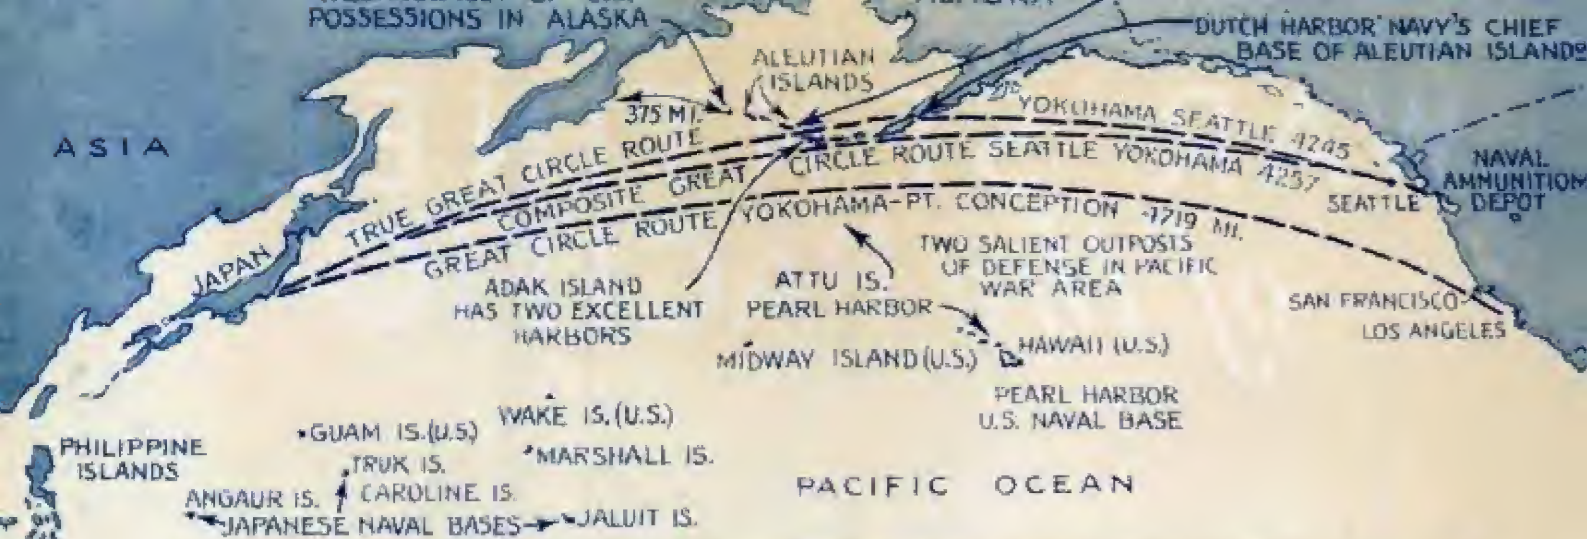 POSSESSIONS IN ALASKA
DUTCH HARBOR NAVY'S CHIEF
BASE OF ALEUTIAN ISLANDS
ALEUTIAN
ISLANDS
375 MI.
ASIA
YOKOHAMA SEATTLE 4245
TRUE GREAT CIRCLE ROUTE
COMPOSITE GREAT CIRCLE ROUTE SEATTLE YOKOHAMA 4257
GREAT CIRCLE ROUTE YOKOHAMA-PT. CONCEPTION 4719 MI.
NAVAL
AMMUNITION
DEPOT
SEATTLE
JAPAN
ADAK ISLAND
HAS TWO EXCELLENT
HARBORS
ATTU IS.
PEARL HARBOR
TWO SALIENT OUTPOSTS
OF DEFENSE IN PACIFIC
WAR AREA
SAN FRANCISCO
LOS ANGELES
MIDWAY ISLAND (U.S.)
HAWAII (U.S.)
PEARL HARBOR
U.S. NAVAL BASE
WAKE IS. (U.S.)
GUAM IS. (U.S.)
MARSHALL IS.
PHILIPPINE
ISLANDS
TRUK IS.
CAROLINE IS.
ANGAUR IS.
JAPANESE NAVAL BASES
JALUIT IS.
PACIFIC OCEAN